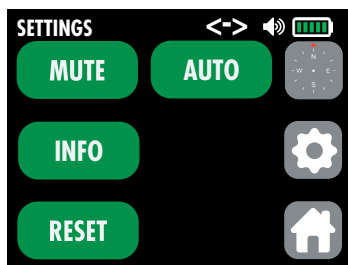 SETTINGS <->
MUTE AUTO
N
W E
S
INFO
RESET